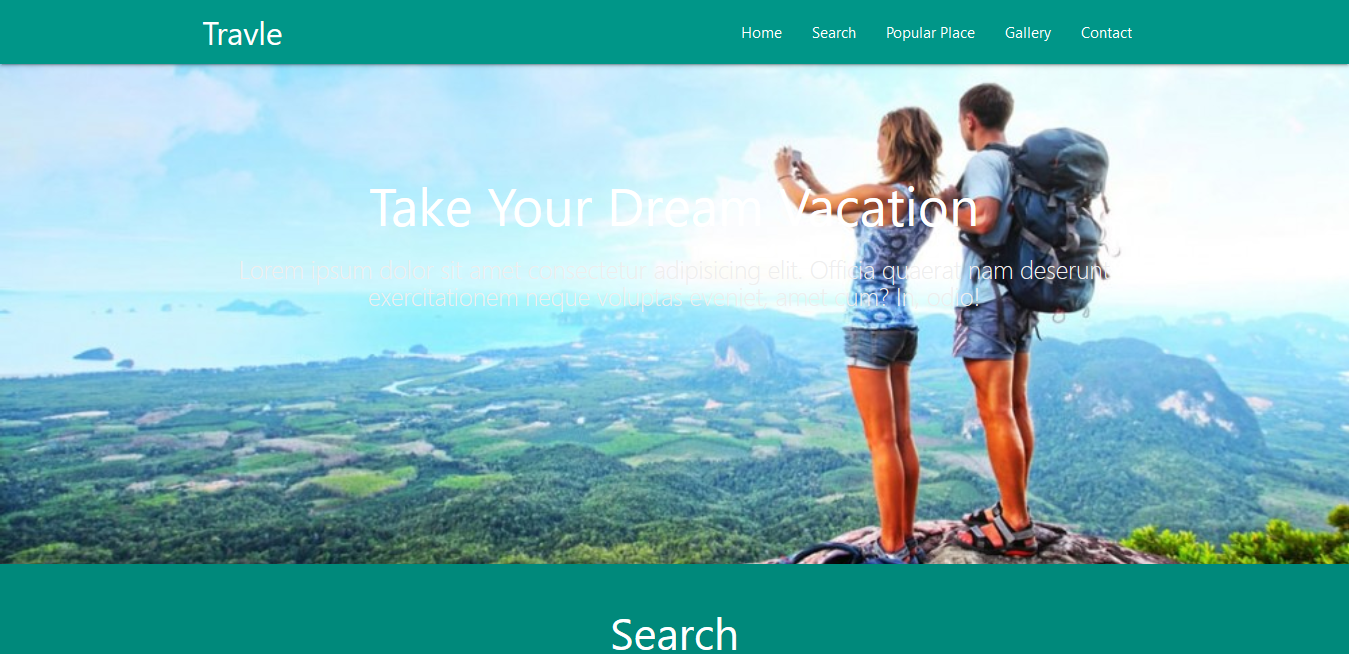 Travle
Home Search Popular Place Gallery Contact
Take Your Dream Vacation
Lorem ipsum dolor sit amet consectetur adipisicing elit. Officia quaerat nam deserunt
exercitationem neque voluptas eveniet, amet cum? In, odio!
Search